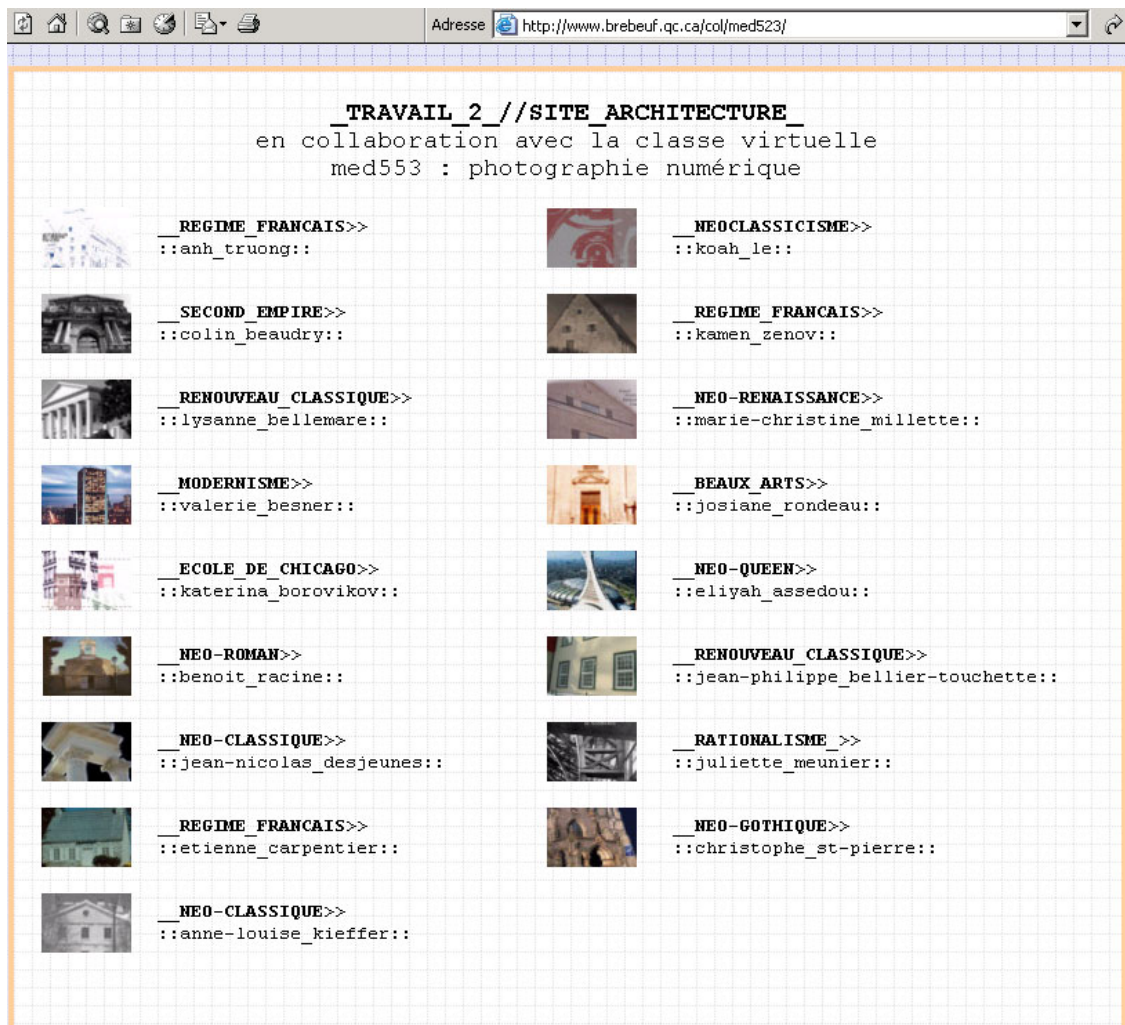 Adresse http://www.brebeuf.qc.ca/col/med523/
_TRAVAIL_2_//SITE_ARCHITECTURE_
en collaboration avec la classe virtuelle
med553 : photographie numérique
__REGIME_FRANCAIS>>
::anh_truong::
__SECOND_EMPIRE>>
::colin_beaudry::
__RENOUVEAU_CLASSIQUE>>
::lysanne_bellemare::
__MODERNISME>>
::valerie_besner::
__ECOLE_DE_CHICAGO>>
::katerina_borovikov::
__NEO-ROMAN>>
::benoit_racine::
__NEO-CLASSIQUE>>
::jean-nicolas_desjeunes::
__REGIME_FRANCAIS>>
::etienne_carpentier::
__NEO-CLASSIQUE>>
::anne-louise_kieffer::
__NEOCLASSICISME>>
::koah_le::
__REGIME_FRANCAIS>>
::kamen_zenov::
__NEO-RENAISSANCE>>
::marie-christine_millette::
__BEAUX_ARTS>>
::josiane_rondeau::
__NEO-QUEEN>>
::eliyah_assedou::
__RENOUVEAU_CLASSIQUE>>
::jean-philippe_bellier-touchette::
__RATIONALISME_>>
::juliette_meunier::
__NEO-GOTHIQUE>>
::christophe_st-pierre::